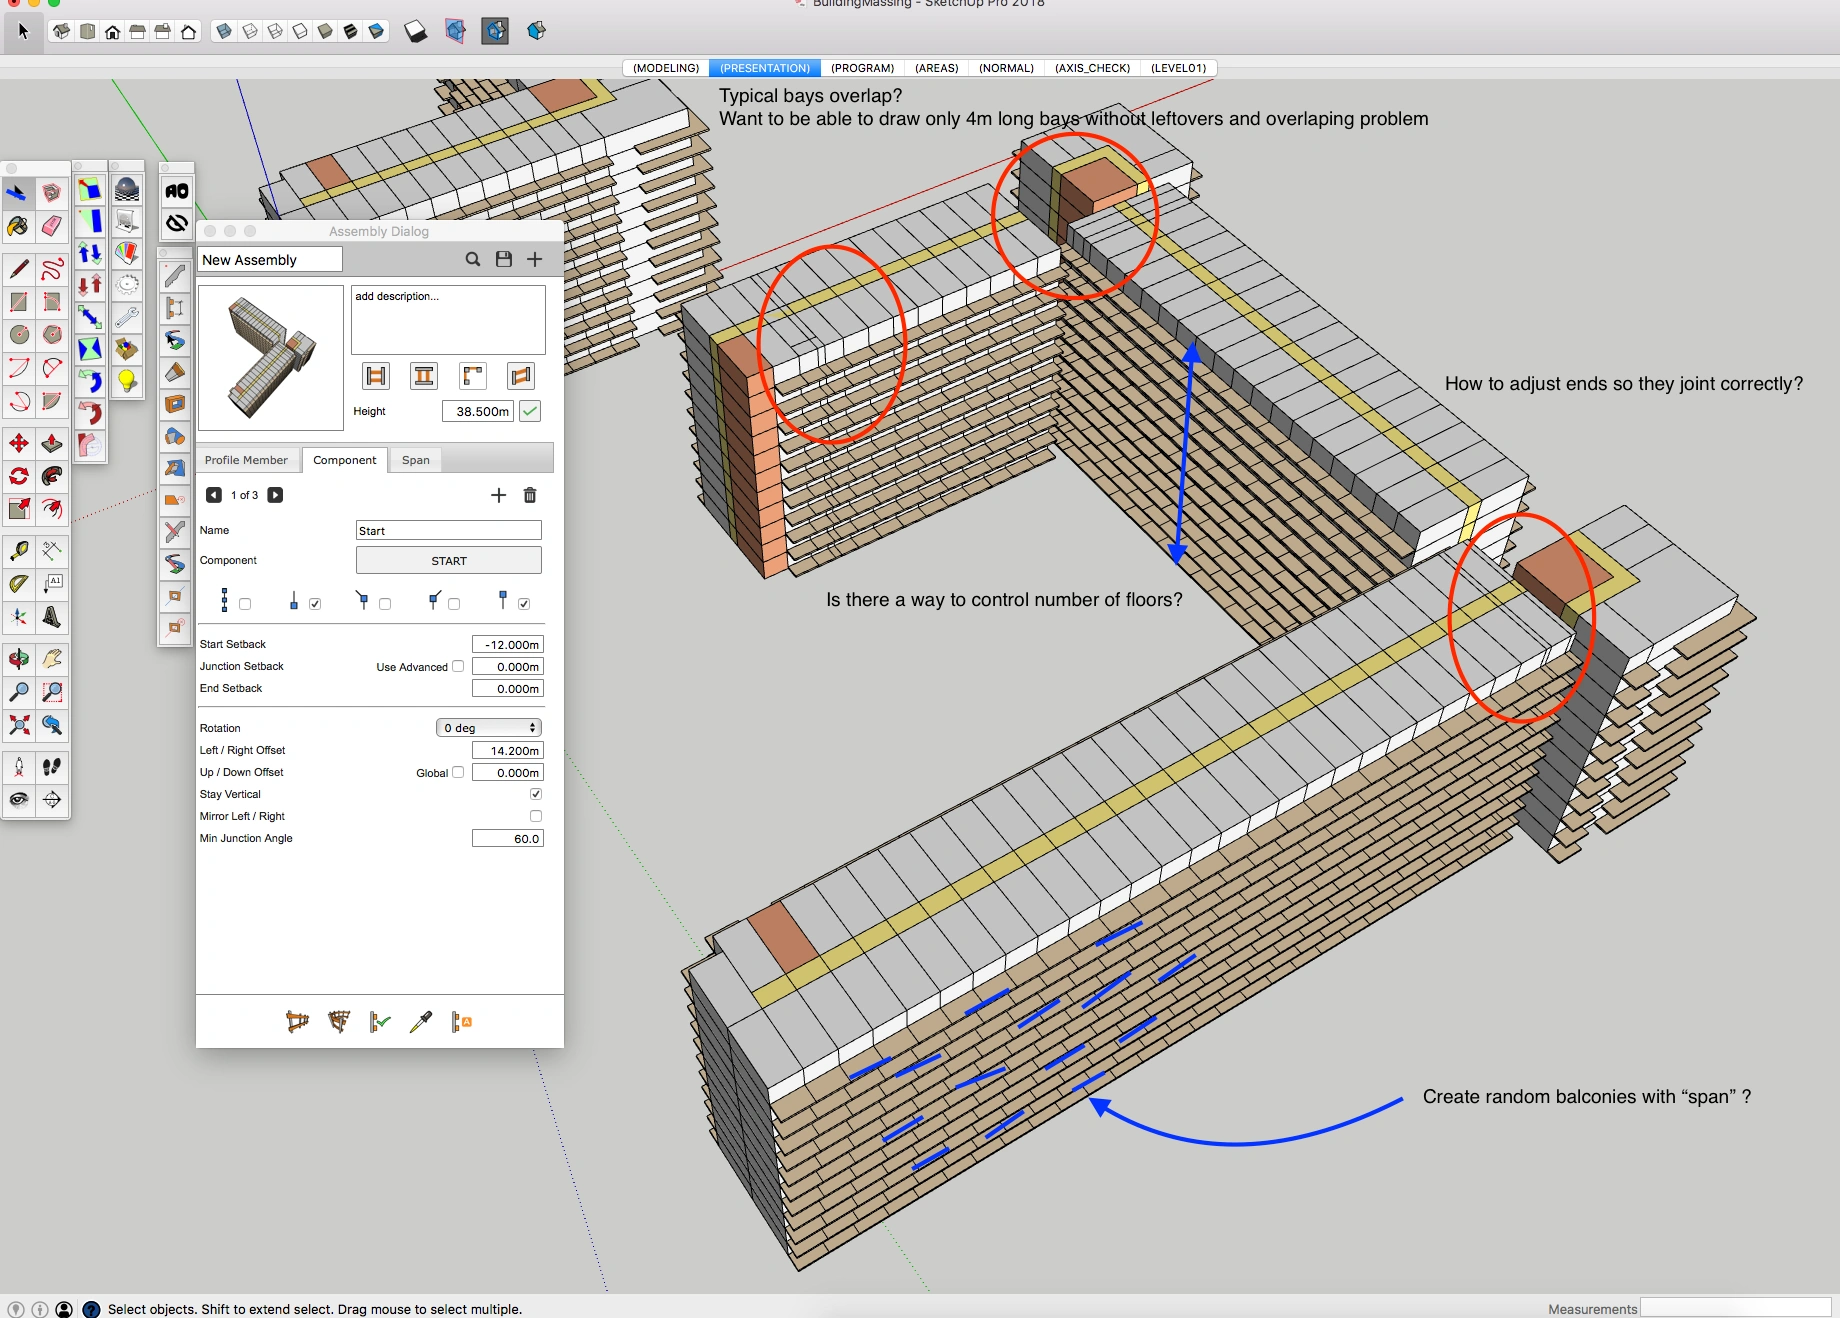 BuildingMassing - SketchUp Pro 2018
(MODELING)
(PRESENTATION)
(PROGRAM)
(AREAS)
(NORMAL)
(AXIS_CHECK)
(LEVEL01)
Typical bays overlap?
Want to be able to draw only 4m long bays without leftovers and overlaping problem
Assembly Dialog
New Assembly
add description...
Height
38.500m
Profile Member
Component
Span
1 of 3
Name
Start
Component
START
Start Setback
-12.000m
Junction Setback
Use Advanced
0.000m
End Setback
0.000m
Rotation
0 deg
Left / Right Offset
14.200m
Up / Down Offset
Global
0.000m
Stay Vertical
Mirror Left / Right
Min Junction Angle
60.0
How to adjust ends so they joint correctly?
Is there a way to control number of floors?
Create random balconies with “span” ?
Select objects. Shift to extend select. Drag mouse to select multiple.
Measurements